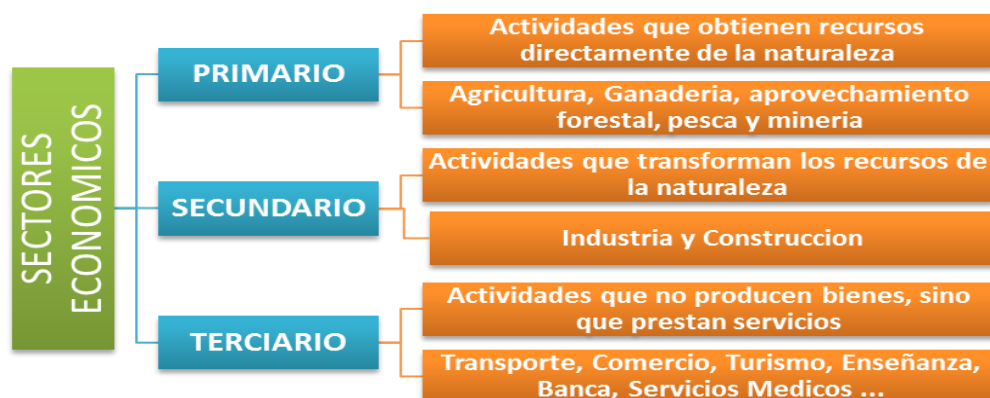 SECTORES
ECONOMICOS
PRIMARIO
Actividades que obtienen recursos
directamente de la naturaleza
Agricultura, Ganaderia, aprovechamiento
forestal, pesca y mineria
SECUNDARIO
Actividades que transforman los recursos de
la naturaleza
Industria y Construccion
TERCIARIO
Actividades que no producen bienes, sino
que prestan servicios
Transporte, Comercio, Turismo, Enseñanza,
Banca, Servicios Medicos ...